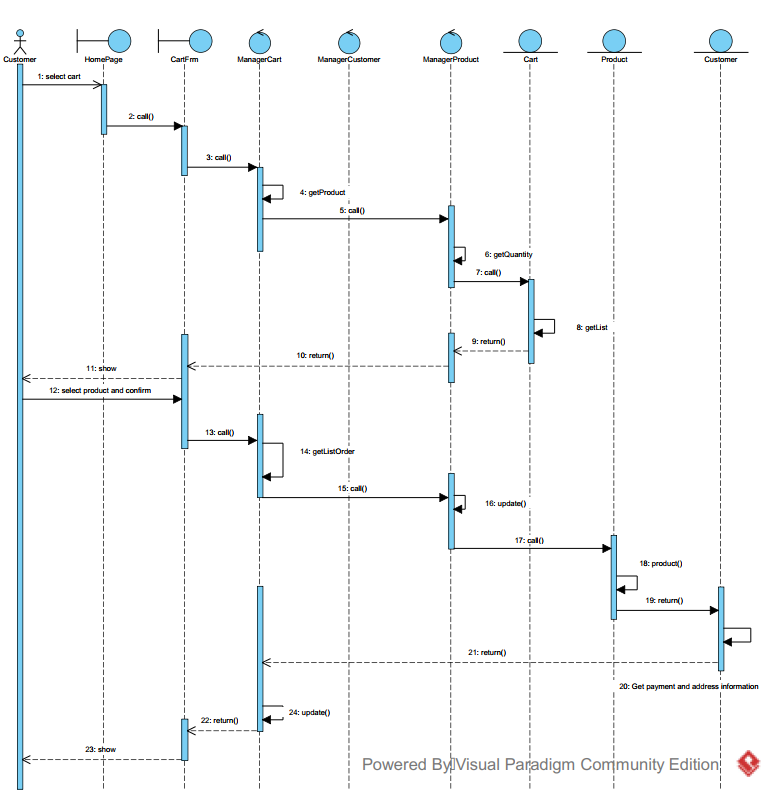 Customer
HomePage
CartFrm
ManagerCart
ManagerCustomer
ManagerProduct
Cart
Product
Customer
1: select cart
2: call()
3: call()
4: getProduct
5: call()
6: getQuantity
7: call()
8: getList
9: return()
10: return()
11: show
12: select product and confirm
13: call()
14: getListOrder
15: call()
16: update()
17: call()
18: product()
19: return()
21: return()
20: Get payment and address information
24: update()
22: return()
23: show
Powered By Visual Paradigm Community Edition